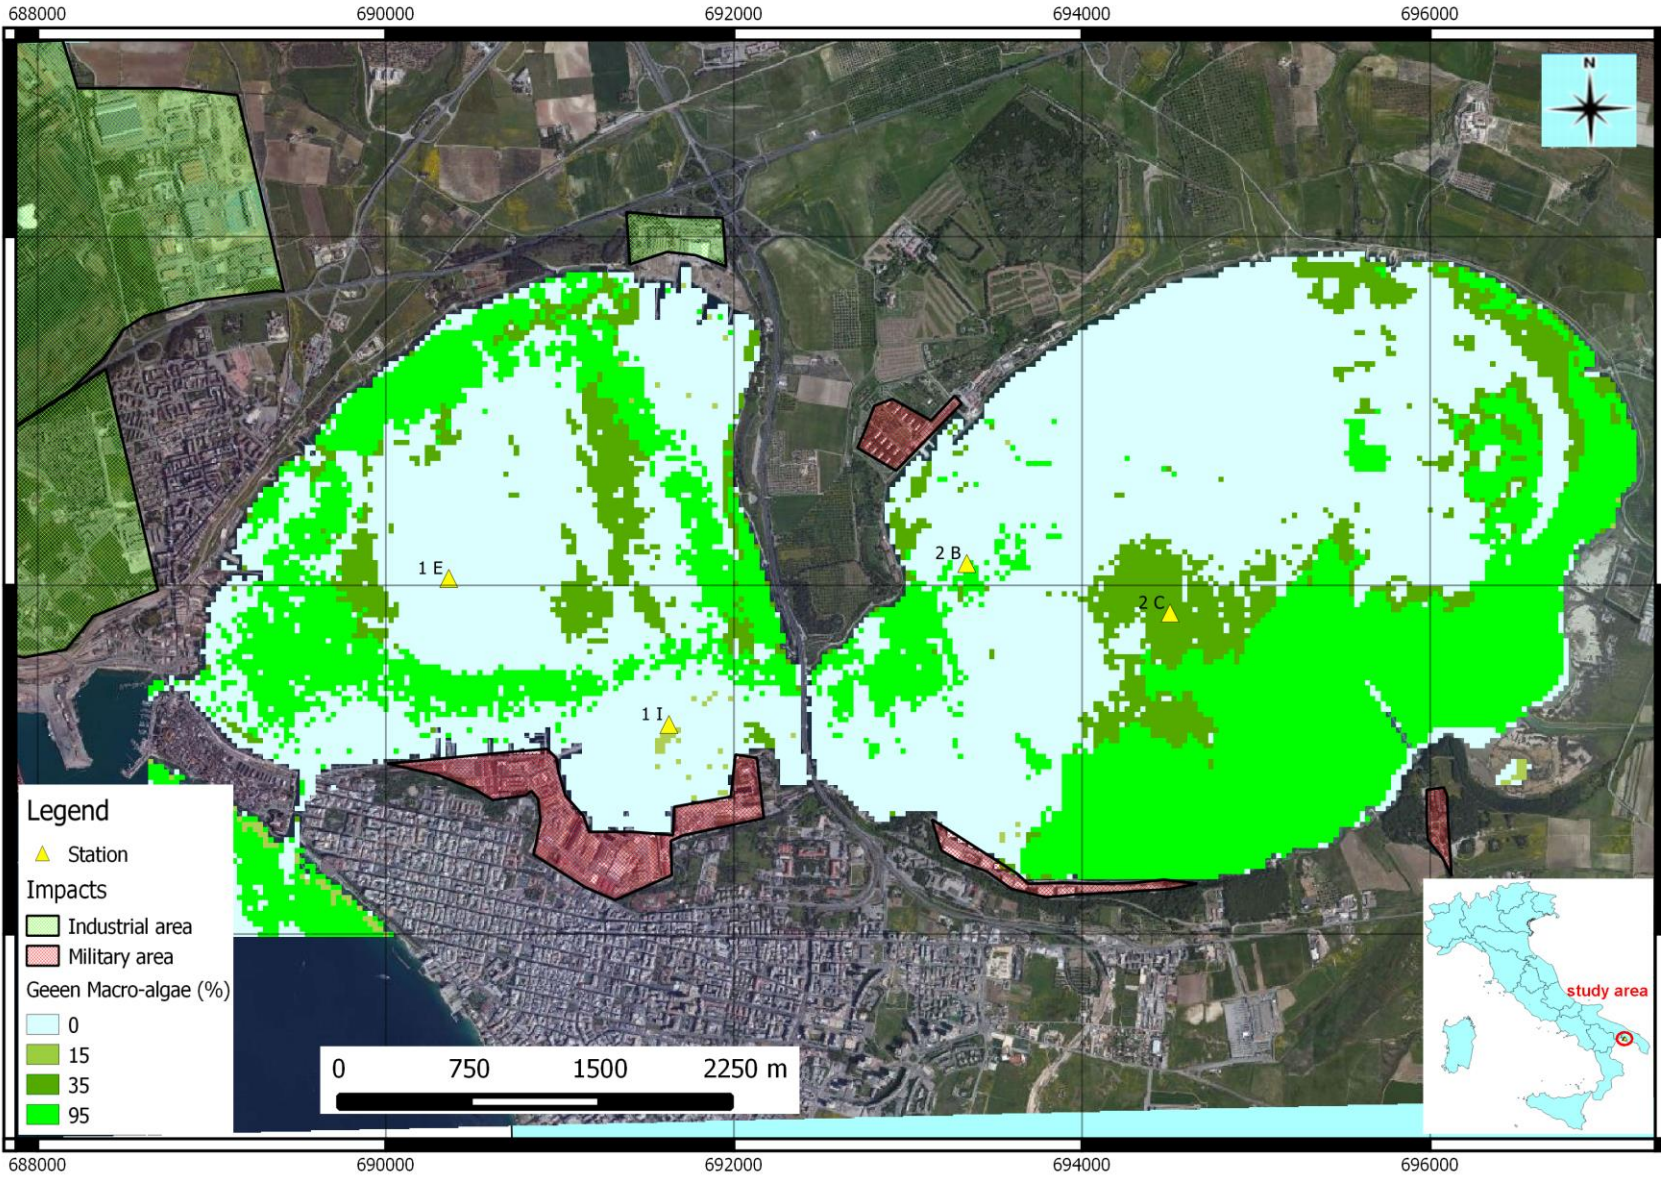 688000 690000 692000 694000 696000
N
1 E
2 B
2 C
1 I
Legend
Station
Impacts
Industrial area
Military area
Geeen Macro-algae (%)
0
15
35
95
0 750 1500 2250 m
study area
688000 690000 692000 694000 696000